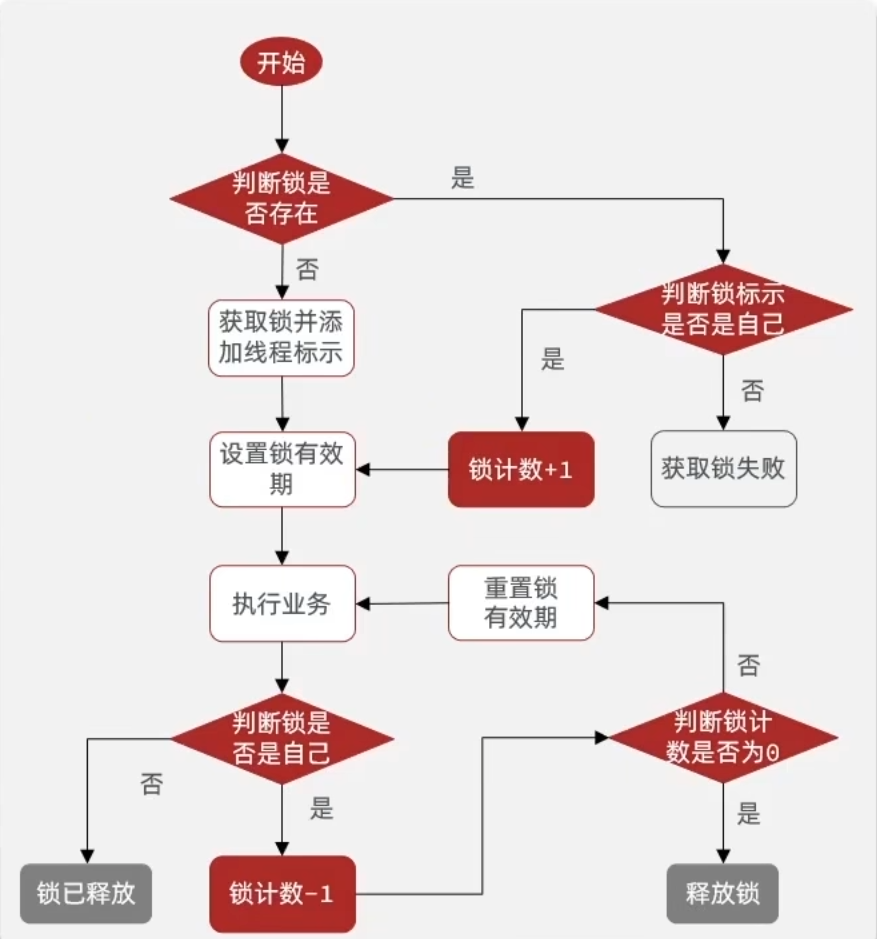 开始
判断锁是
否存在
是
否
判断锁标示
是否是自己
获取锁并添
加线程标示
是
否
设置锁有效
期
锁计数+1
获取锁失败
执行业务
重置锁
有效期
否
判断锁是
否是自己
判断锁计
数是否为0
否
是
是
锁已释放
锁计数-1
释放锁